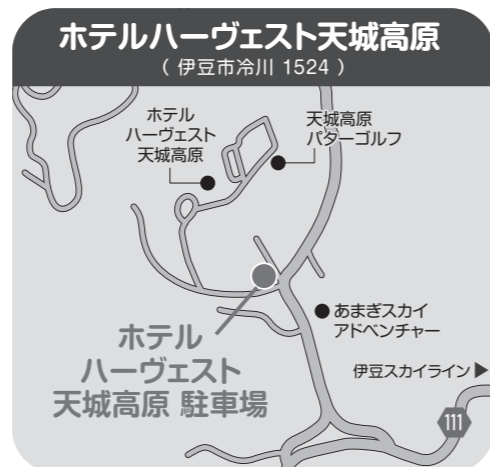 ホテルハーヴェスト天城高原
（ 伊豆市冷川 1524 ）
ホテル
ハーヴェスト
天城高原
天城高原
パターゴルフ
あまぎスカイ
アドベンチャー
ホテル
ハーヴェスト
天城高原 駐車場
伊豆スカイライン▶
111